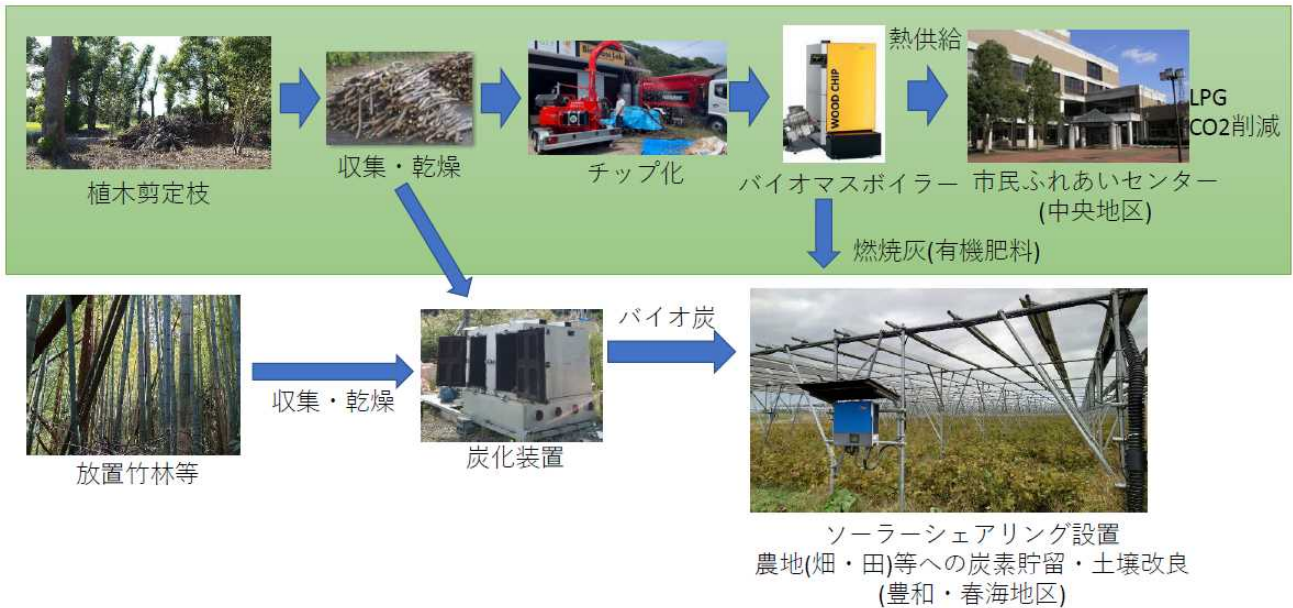 熱供給
WOOD CHIP
LPG
CO2削減
植木剪定枝
収集・乾燥
チップ化
バイオマスボイラー
市民ふれあいセンター
(中央地区)
燃焼灰(有機肥料)
バイオ炭
収集・乾燥
放置竹林等
炭化装置
ソーラーシェアリング設置
農地(畑・田)等への炭素貯留・土壌改良
(豊和・春海地区)